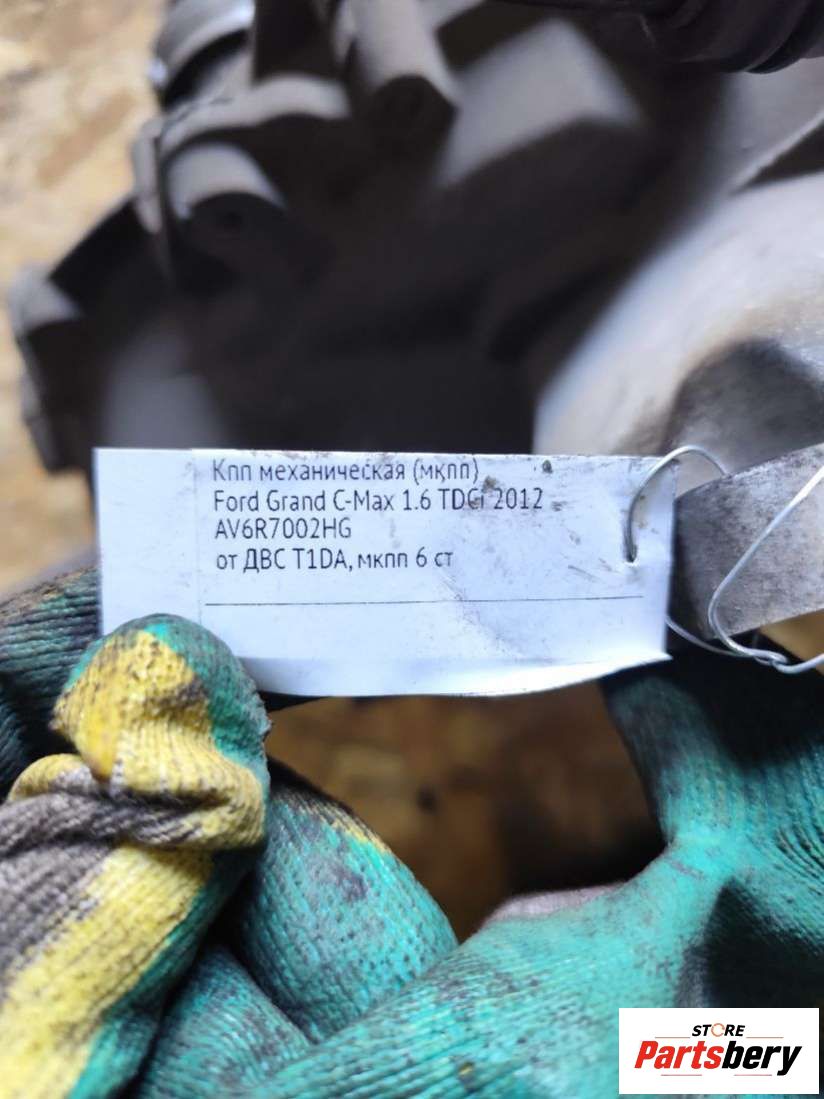 Кпп механическая (мкпп)
Ford Grand C-Max 1.6 TDCi 2012
AV6R7002HG
от ДВС T1DA, мкпп 6 ст
STORE
Partsbery